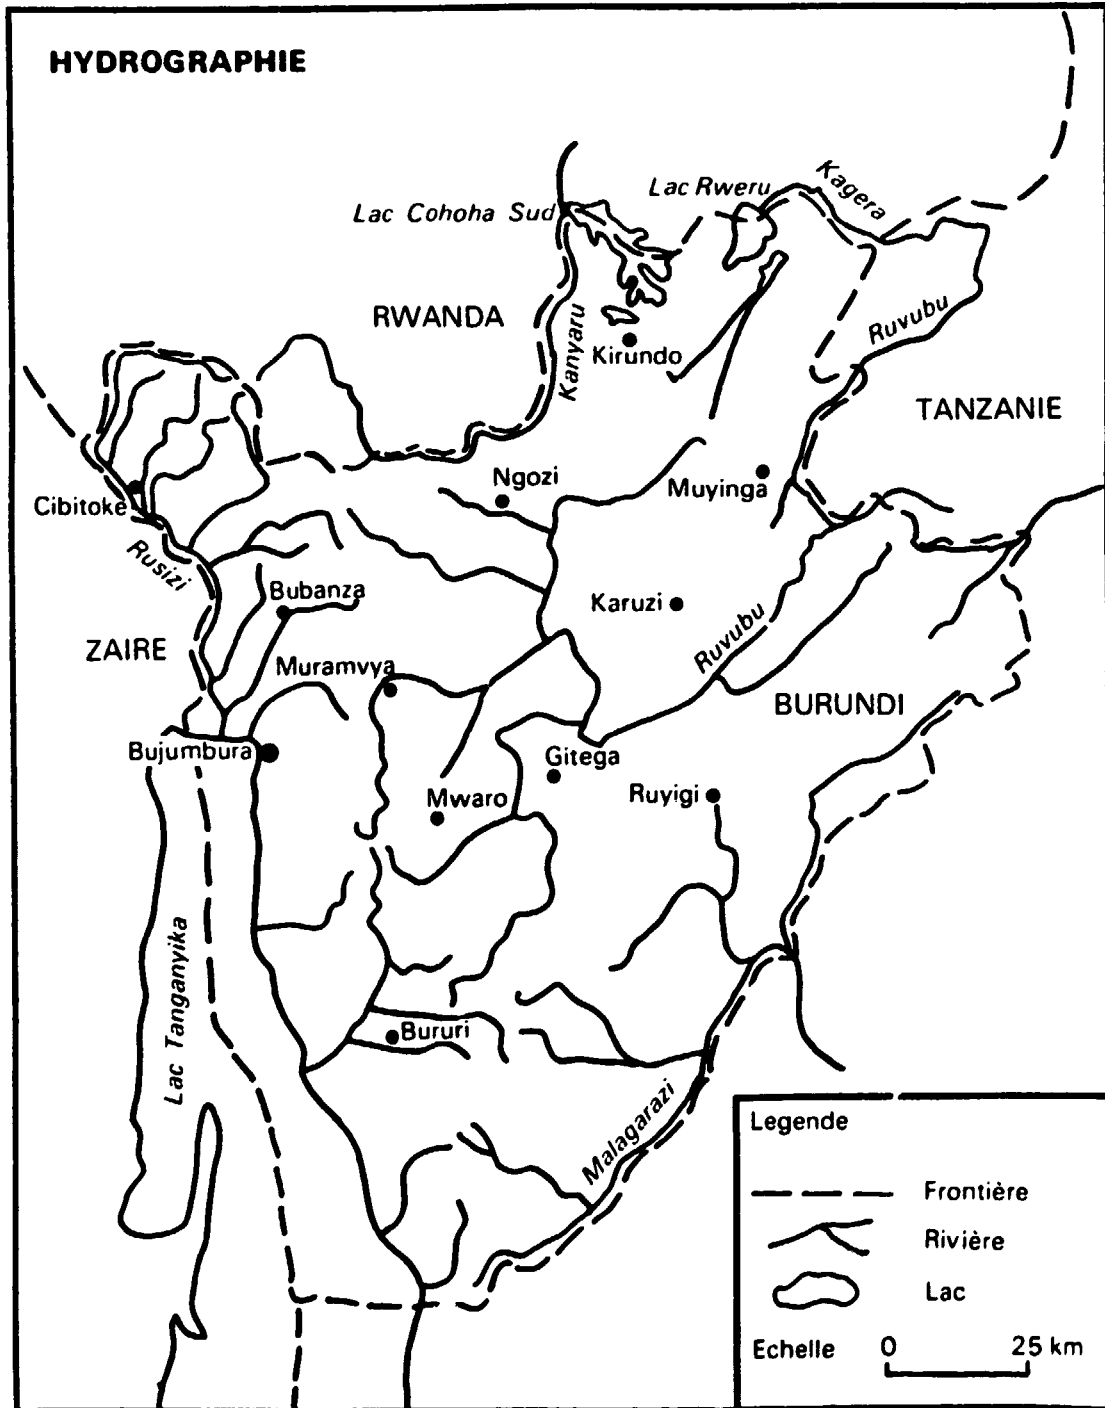 HYDROGRAPHIE
Lac Rweru
Kagera
Lac Cohoha Sud
RWANDA
Kanyaru
Kirundo
Ruvubu
TANZANIE
Cibitoke
Ngozi
Muyinga
Rusizi
Bubanza
Karuzi
ZAIRE
Muramvya
Ruvubu
BURUNDI
Bujumbura
Gitega
Mwaro
Ruyigi
Lac Tanganyika
Bururi
Malagarazi
Legende
Frontière
Rivière
Lac
Echelle 0 25 km